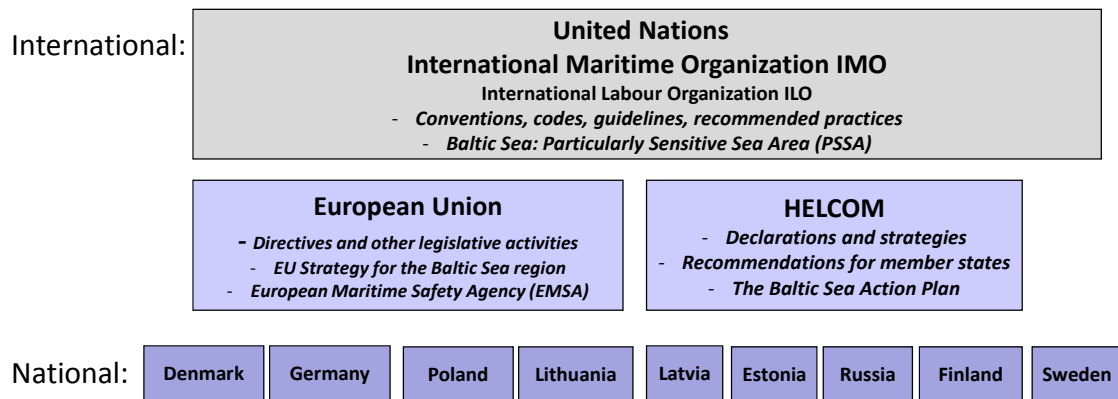 International:
United Nations
International Maritime Organization IMO
International Labour Organization ILO
- Conventions, codes, guidelines, recommended practices
- Baltic Sea: Particularly Sensitive Sea Area (PSSA)
European Union
- Directives and other legislative activities
- EU Strategy for the Baltic Sea region
- European Maritime Safety Agency (EMSA)
HELCOM
- Declarations and strategies
- Recommendations for member states
- The Baltic Sea Action Plan
National:
Denmark
Germany
Poland
Lithuania
Latvia
Estonia
Russia
Finland
Sweden